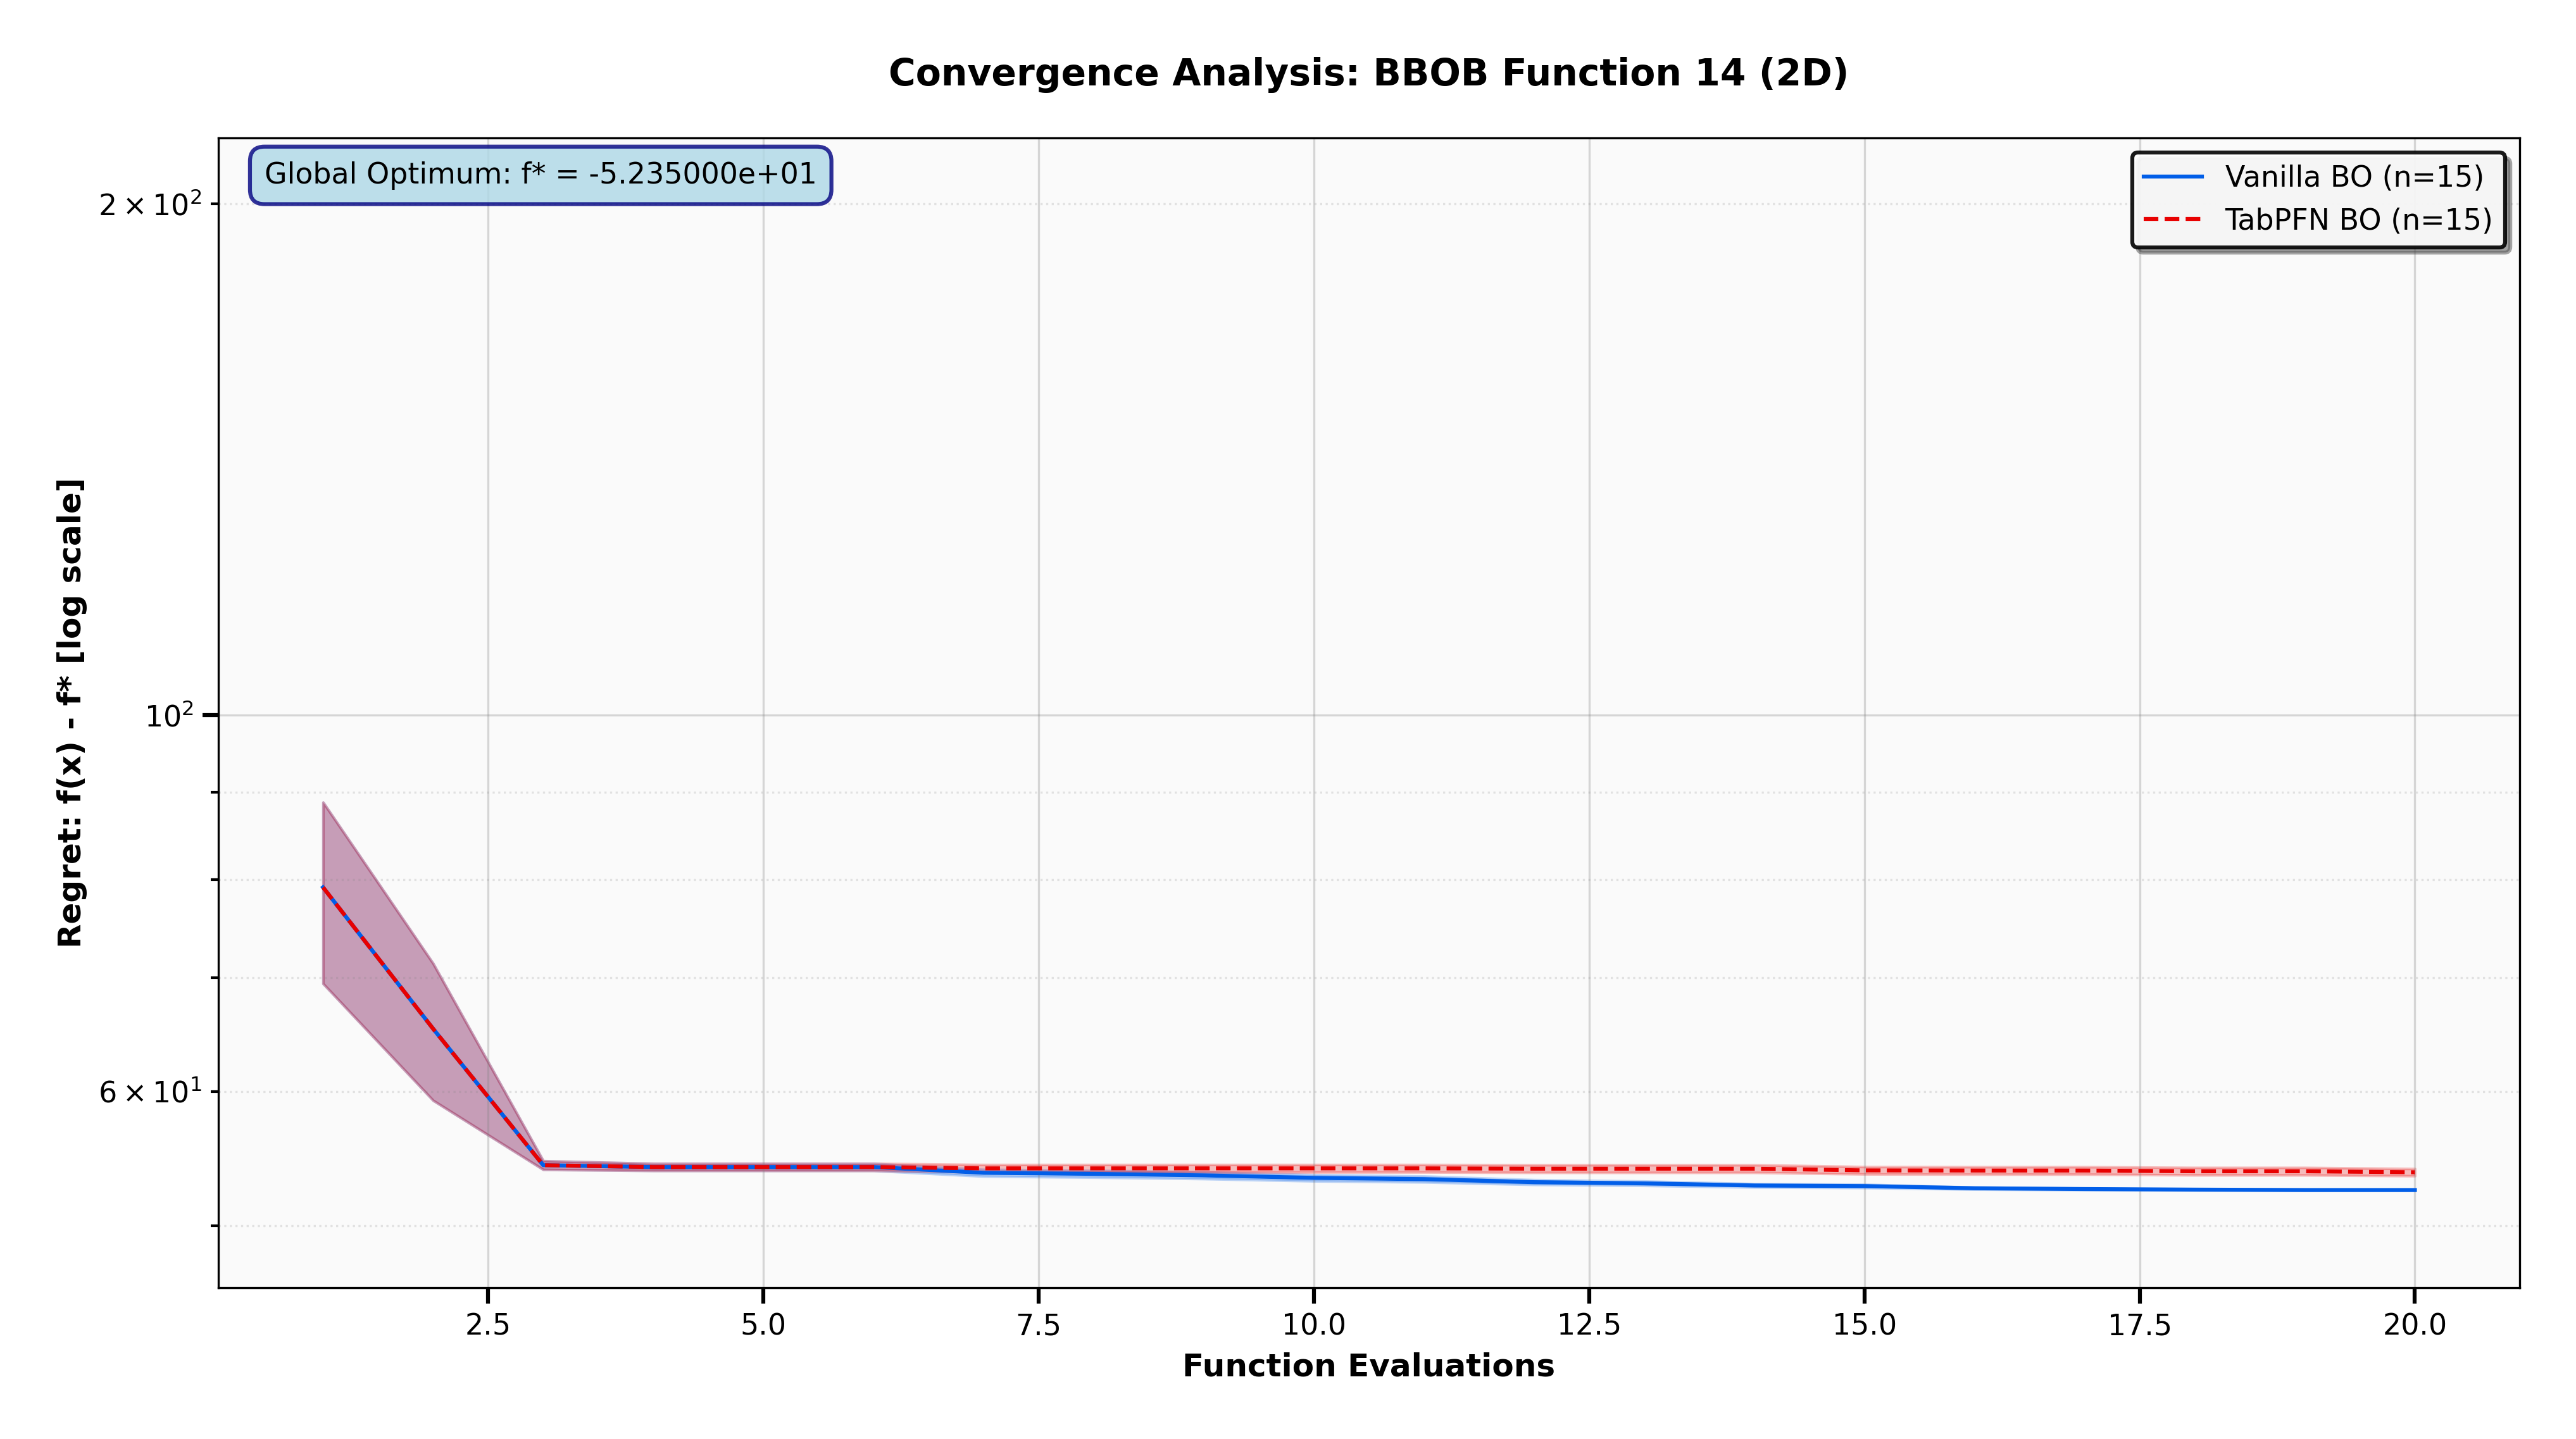 Convergence Analysis: BBOB Function 14 (2D)
Global Optimum: f* = -5.235000e+01
Vanilla BO (n=15)
TabPFN BO (n=15)
Regret: f(x) - f* [log scale]
2 × 10²
10²
6 × 10¹
2.5 5.0 7.5 10.0 12.5 15.0 17.5 20.0
Function Evaluations